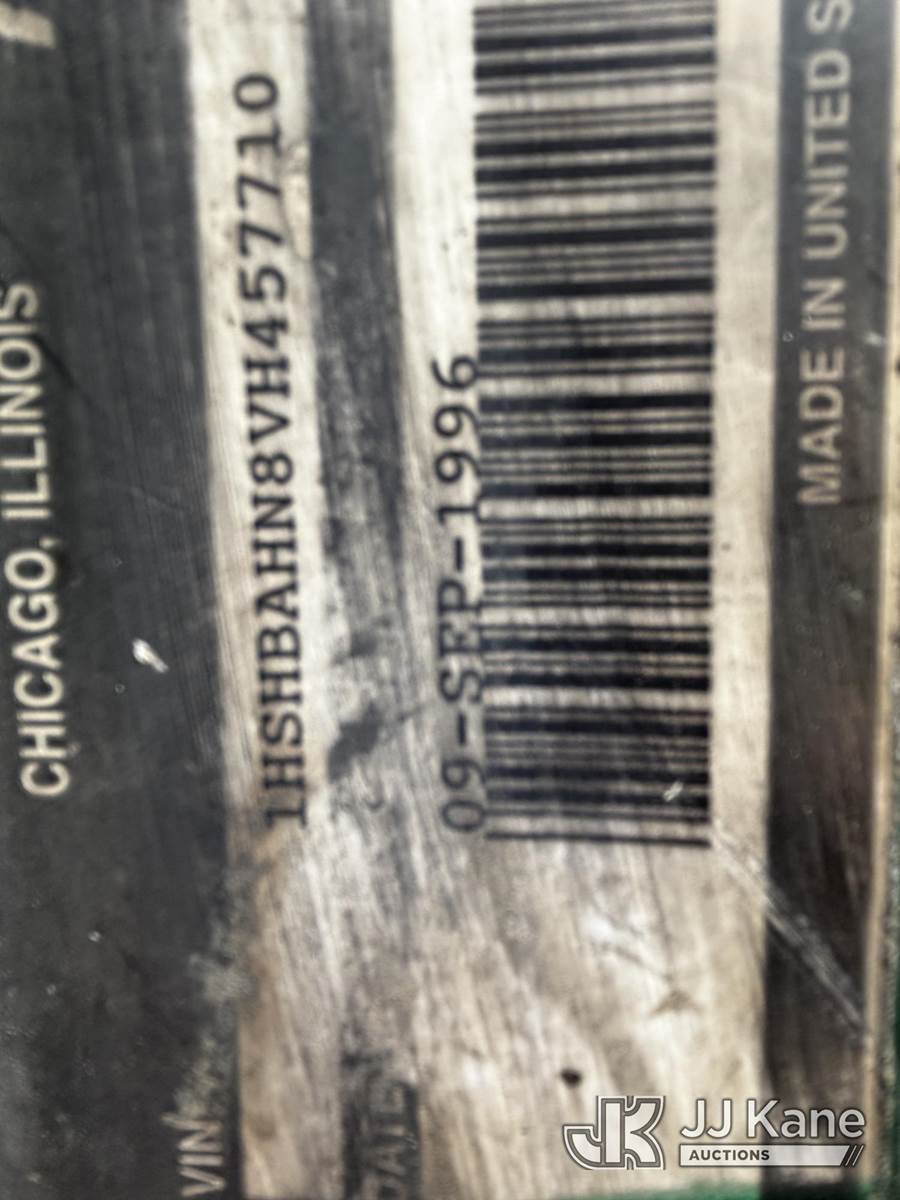 CHICAGO, ILLINOIS
VIN
1HSHBAHN8VH457710
DATE
09-SEP-1996
MADE IN UNITED S
JJ Kane
AUCTIONS